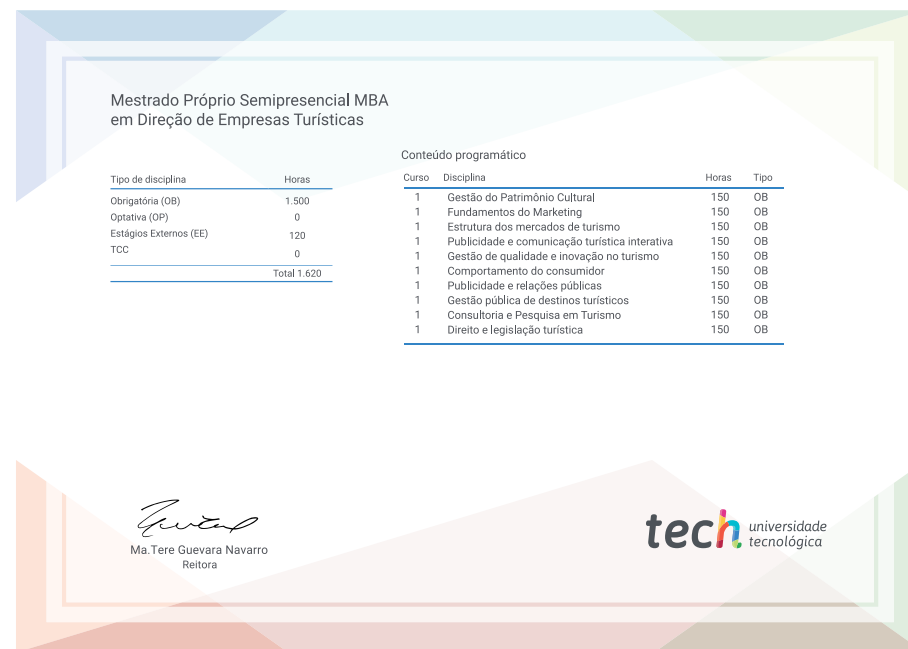 Mestrado Próprio Semipresencial MBA
em Direção de Empresas Turísticas
Tipo de disciplina Horas
Obrigatória (OB) 1.500
Optativa (OP) 0
Estágios Externos (EE) 120
TCC 0
Total 1.620
Conteúdo programático
Curso Disciplina Horas Tipo
1 Gestão do Patrimônio Cultural 150 OB
1 Fundamentos do Marketing 150 OB
1 Estrutura dos mercados de turismo 150 OB
1 Publicidade e comunicação turística interativa 150 OB
1 Gestão de qualidade e inovação no turismo 150 OB
1 Comportamento do consumidor 150 OB
1 Publicidade e relações públicas 150 OB
1 Gestão pública de destinos turísticos 150 OB
1 Consultoria e Pesquisa em Turismo 150 OB
1 Direito e legislação turística 150 OB
Ma.Tere Guevara Navarro
Reitora
tech universidade
tecnológica